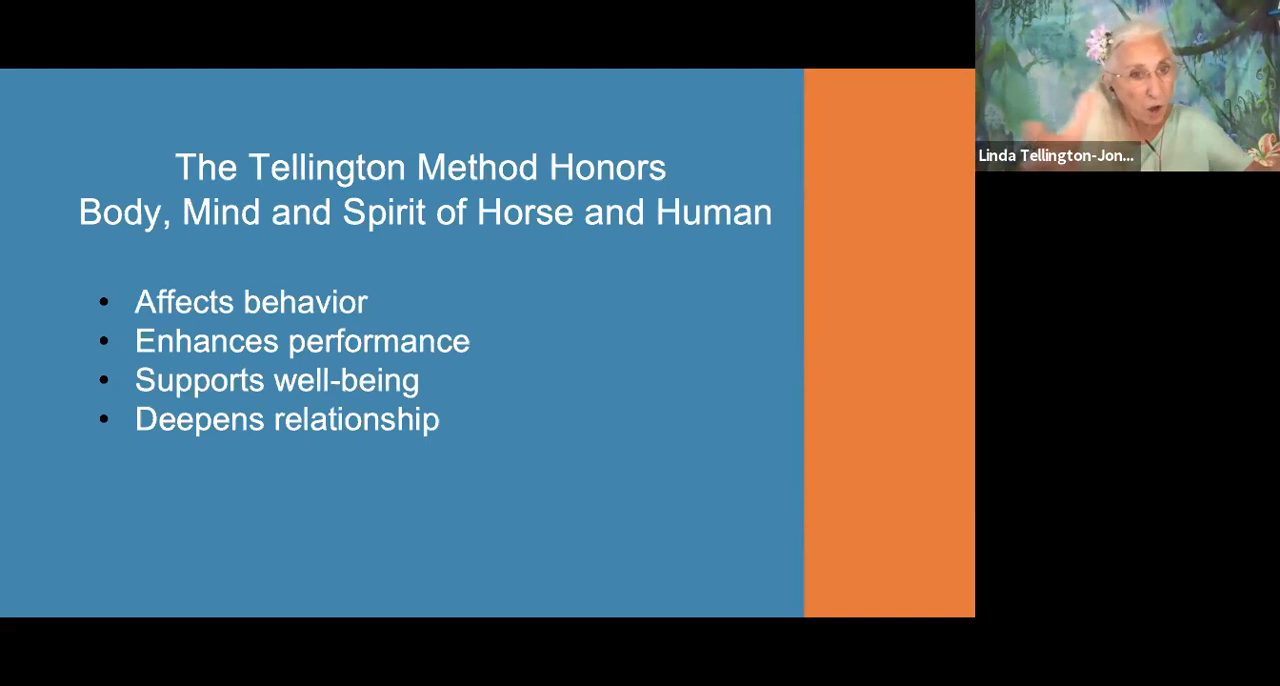 The Tellington Method Honors
Body, Mind and Spirit of Horse and Human
• Affects behavior
• Enhances performance
• Supports well-being
• Deepens relationship
Linda Tellington-Jon...